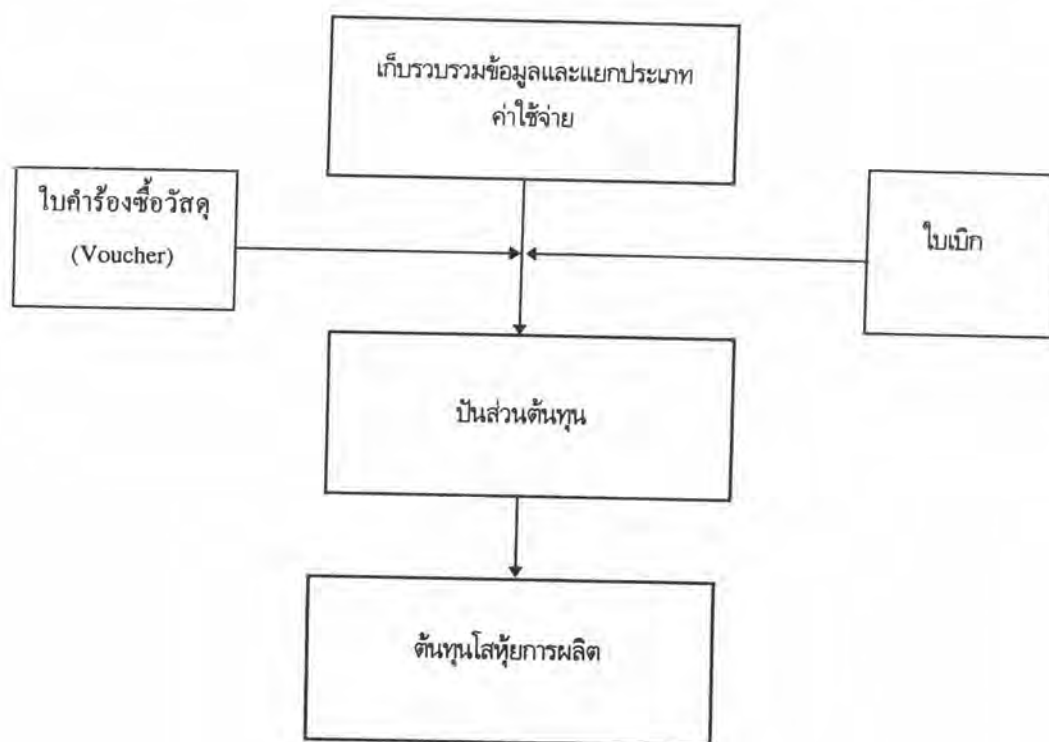 เก็บรวบรวมข้อมูลและแยกประเภท
ค่าใช้จ่าย
ใบคำร้องซื้อวัสดุ
(Voucher)
ใบเบิก
ปันส่วนต้นทุน
ต้นทุนโสหุ้ยการผลิต